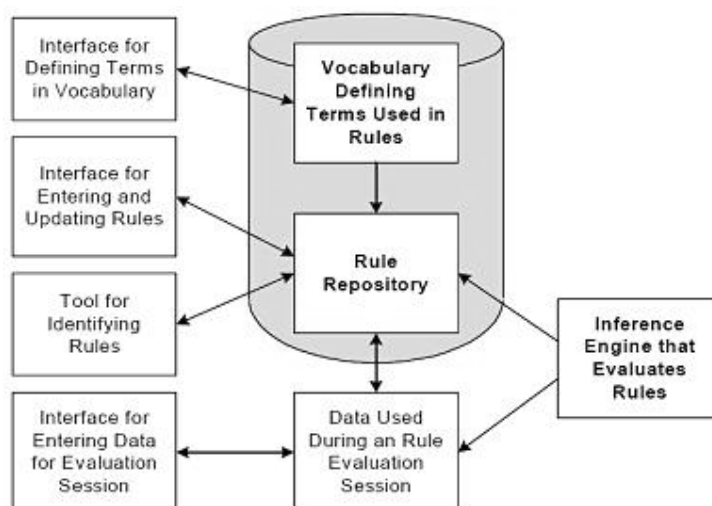 Interface for
Defining Terms
in Vocabulary
Vocabulary
Defining
Terms Used in
Rules
Interface for
Entering and
Updating Rules
Rule
Repository
Tool for
Identifying
Rules
Inference
Engine that
Evaluates
Rules
Interface for
Entering Data
for Evaluation
Session
Data Used
During an Rule
Evaluation
Session